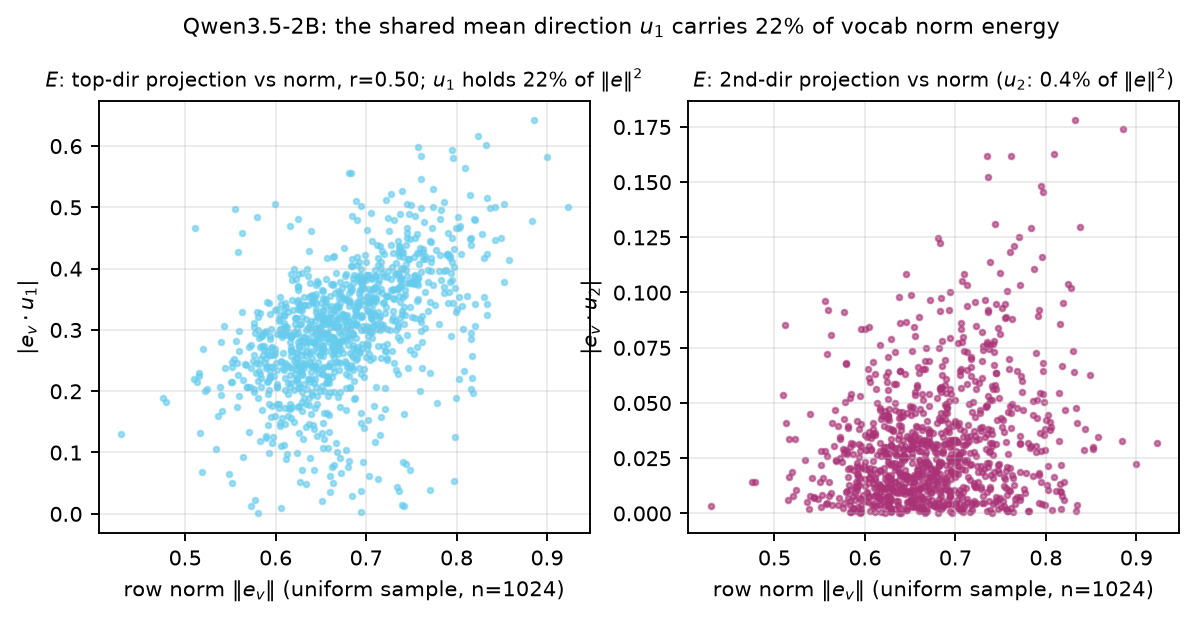 Qwen3.5-2B: the shared mean direction u₁ carries 22% of vocab norm energy
E: top-dir projection vs norm, r=0.50; u₁ holds 22% of ‖e‖²
E: 2nd-dir projection vs norm (u₂: 0.4% of ‖e‖²)
|eᵥ · u₁|
0.6
0.5
0.4
0.3
0.2
0.1
0.0
0.5 0.6 0.7 0.8 0.9
row norm ‖eᵥ‖ (uniform sample, n=1024)
|eᵥ · u₂|
0.175
0.150
0.125
0.100
0.075
0.050
0.025
0.000
0.5 0.6 0.7 0.8 0.9
row norm ‖eᵥ‖ (uniform sample, n=1024)